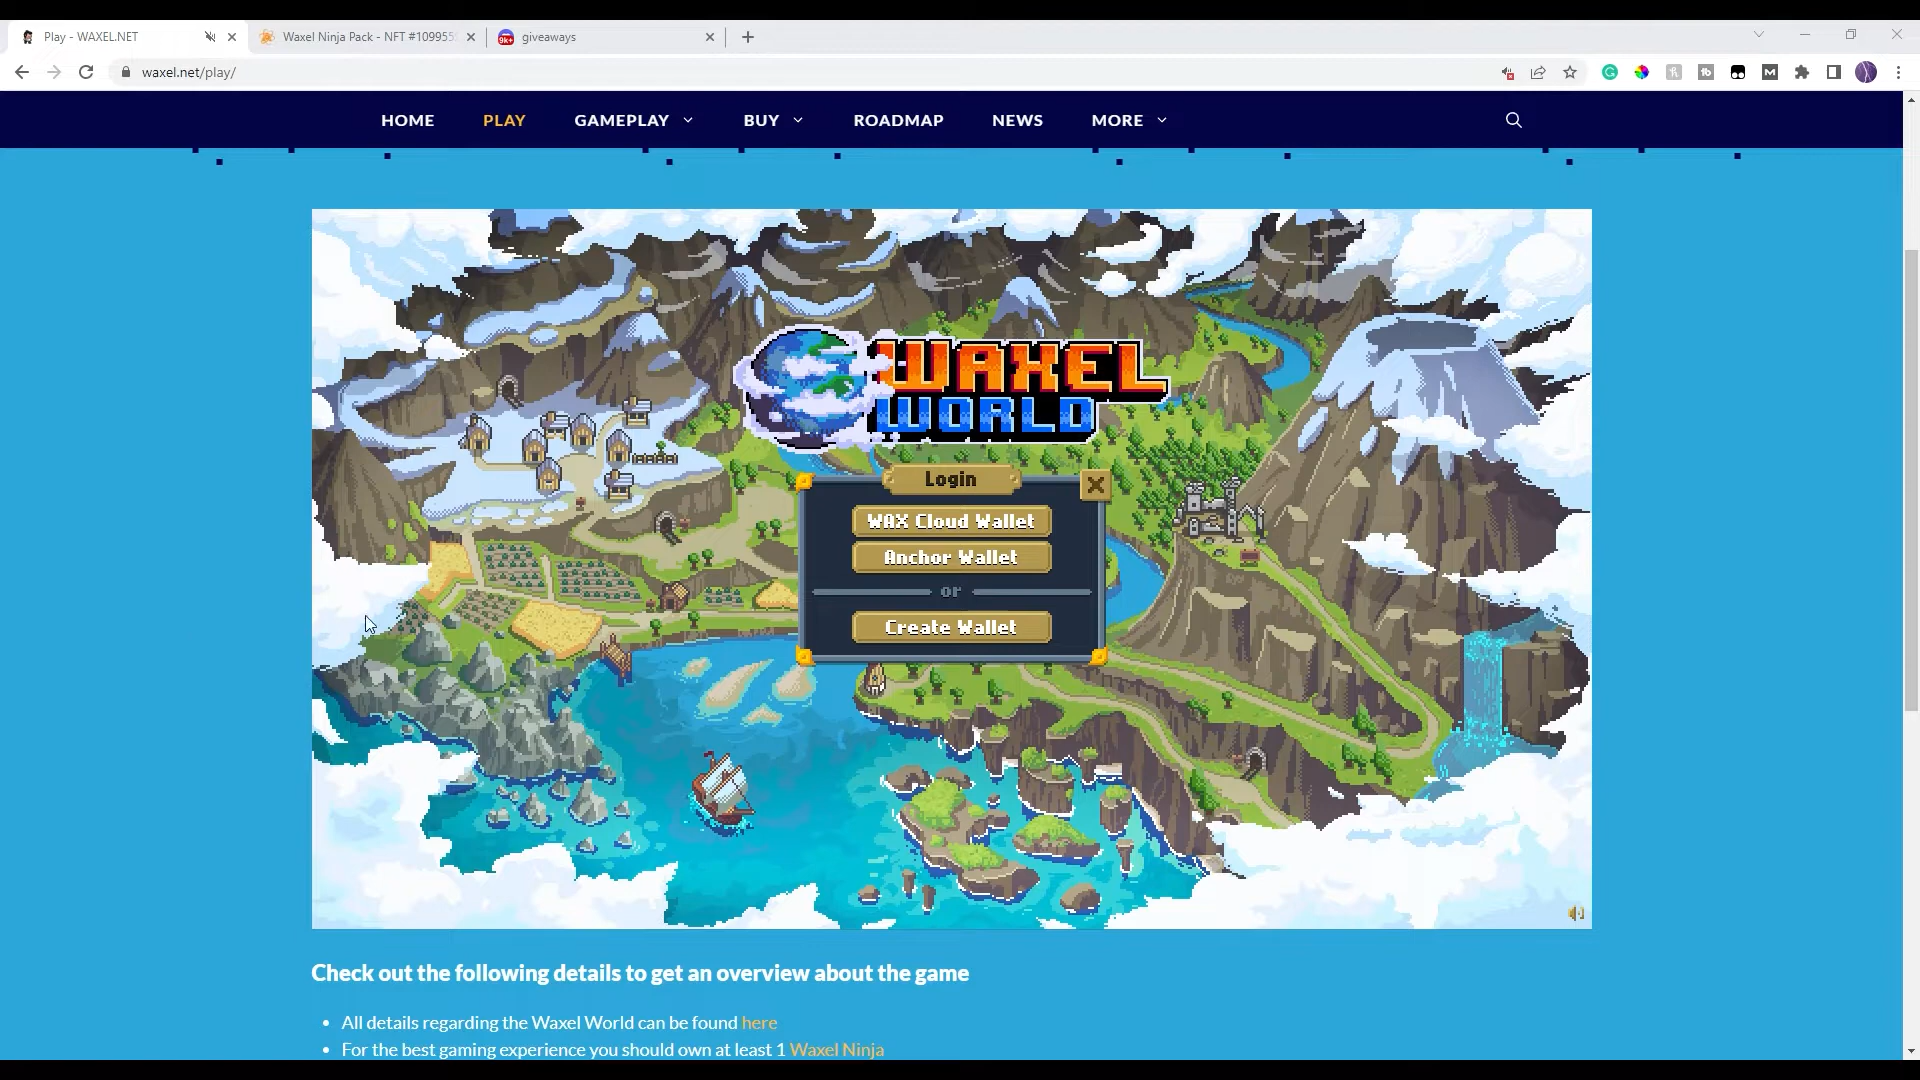 Play - WAXEL.NET
Waxel Ninja Pack - NFT #109955
9k+
giveaways
waxel.net/play/
HOME
PLAY
GAMEPLAY
BUY
ROADMAP
NEWS
MORE
WAXEL
WORLD
Login
WAX Cloud Wallet
Anchor Wallet
or
Create Wallet
Check out the following details to get an overview about the game
• All details regarding the Waxel World can be found here
• For the best gaming experience you should own at least 1 Waxel Ninja